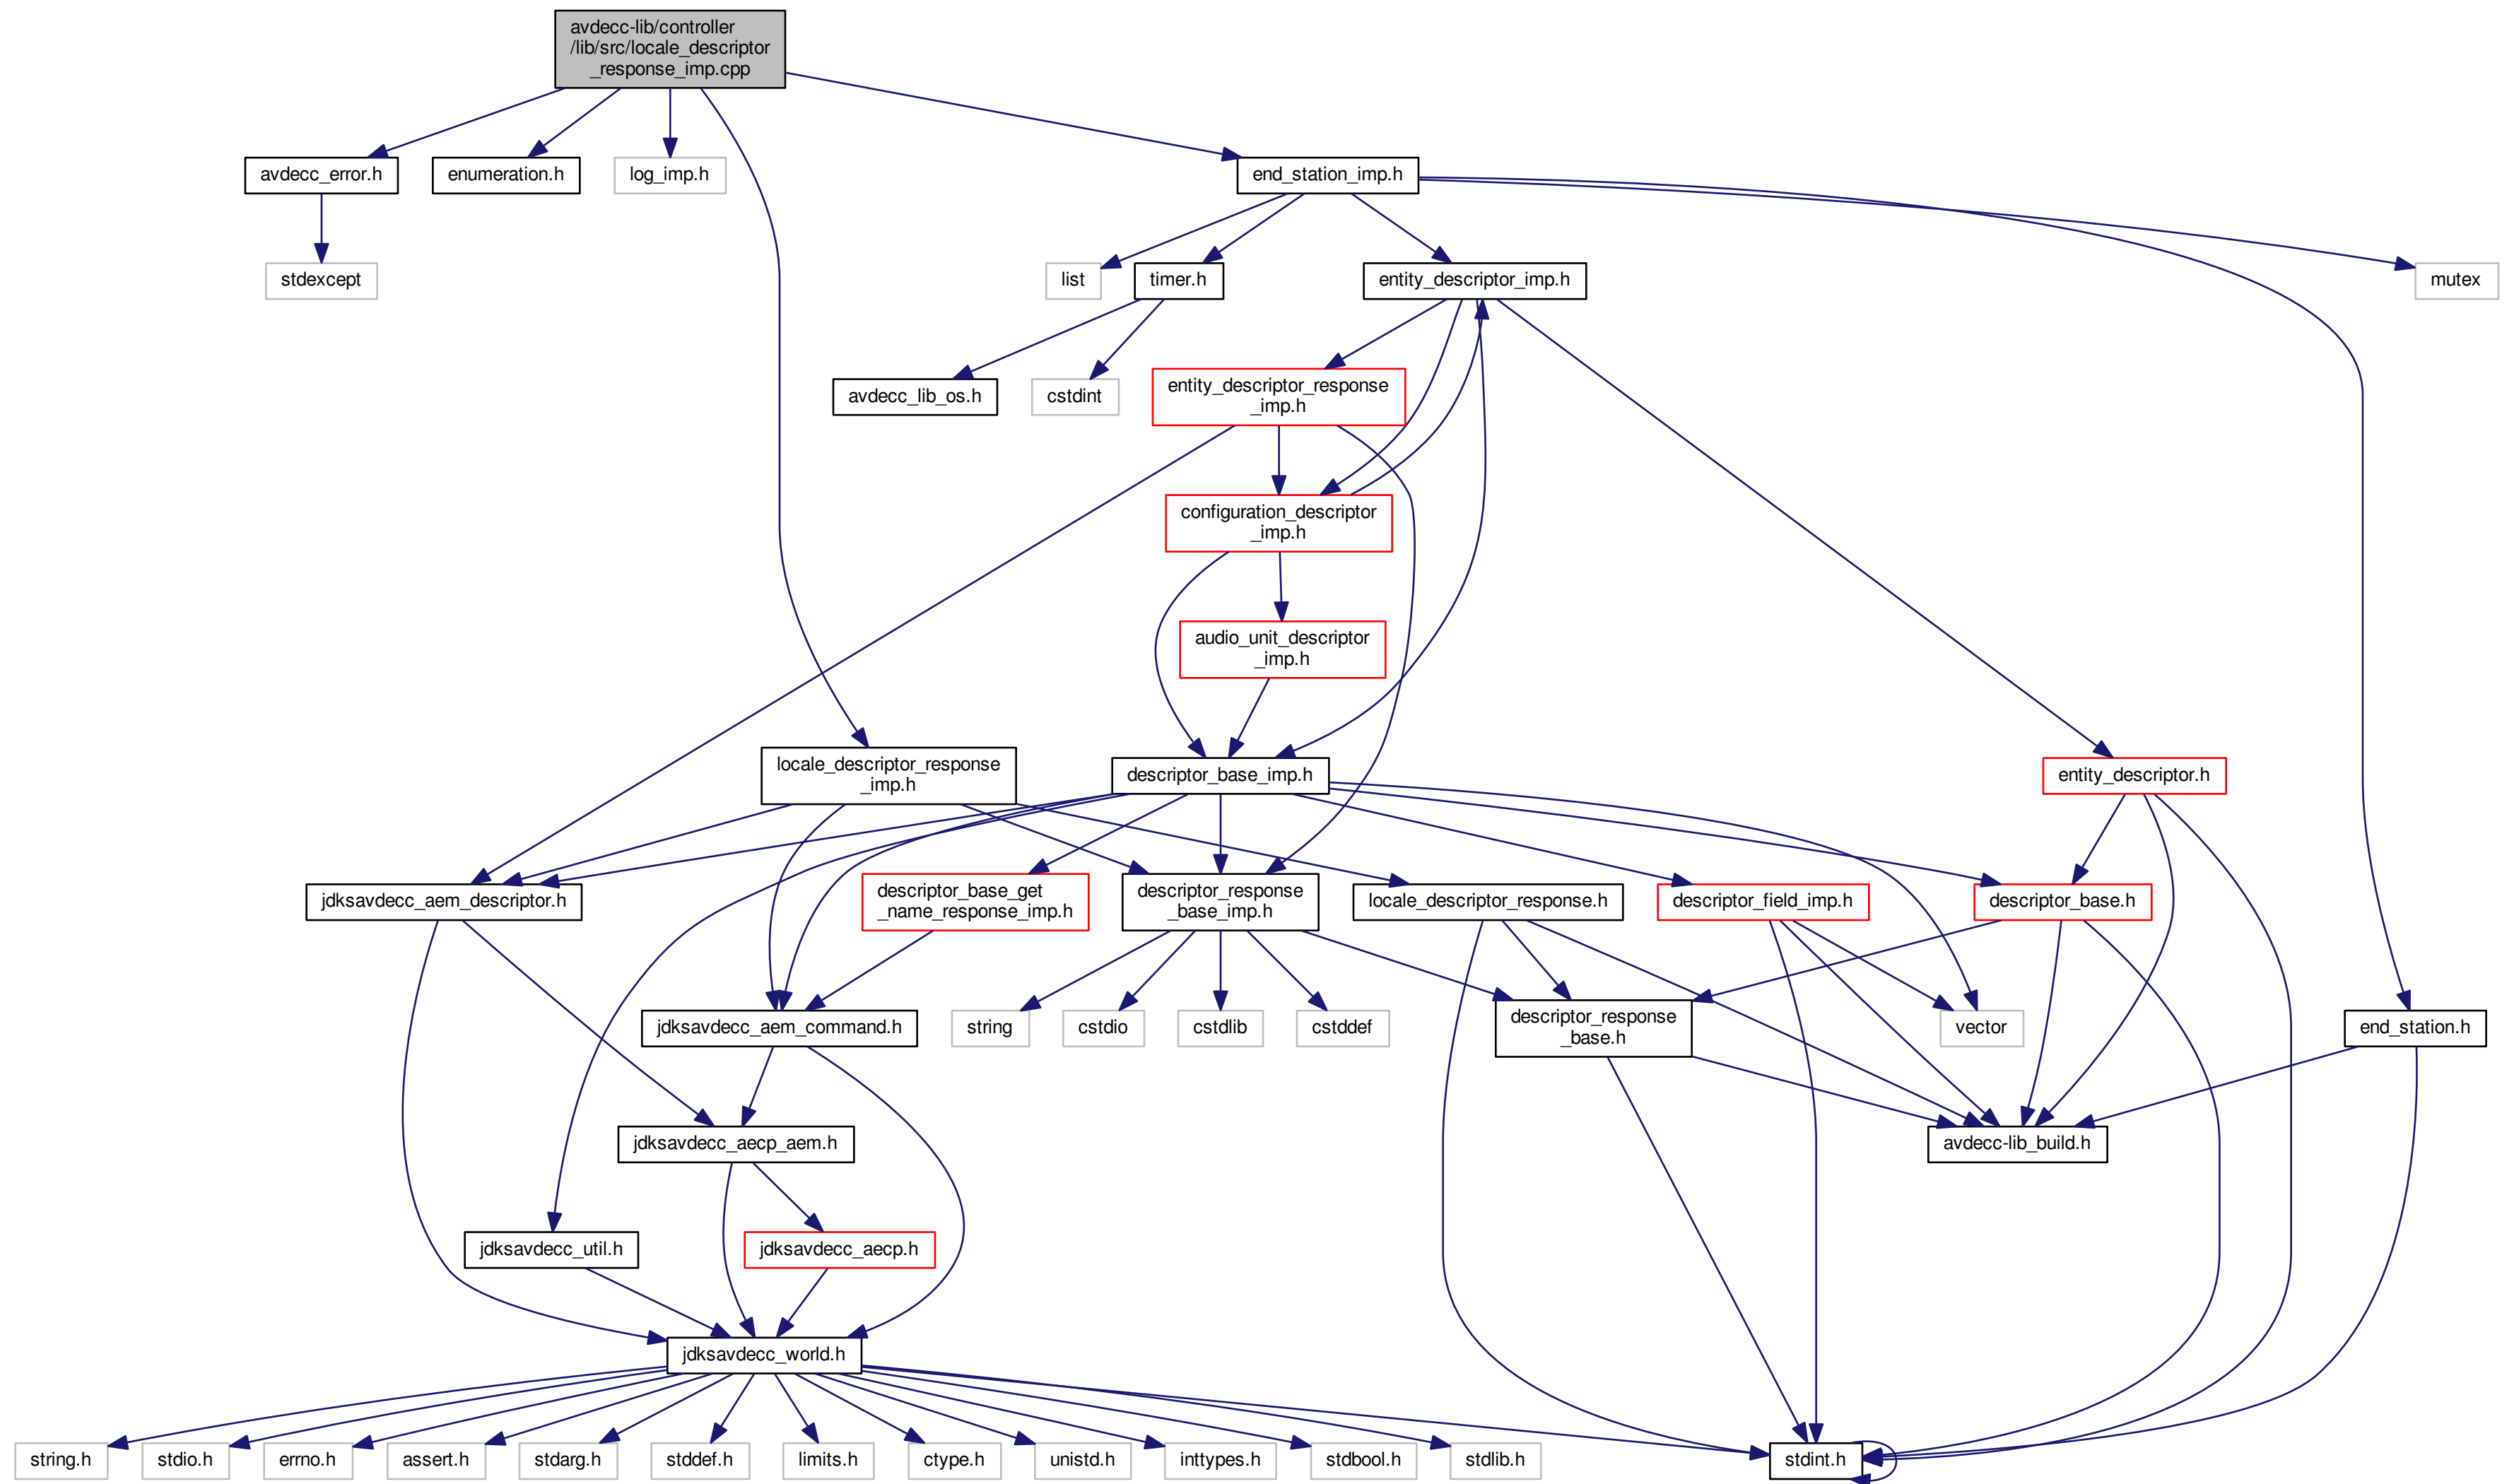 avdecc-lib/controller
/lib/src/locale_descriptor
_response_imp.cpp
avdecc_error.h
enumeration.h
log_imp.h
end_station_imp.h
stdexcept
list
timer.h
entity_descriptor_imp.h
mutex
avdecc_lib_os.h
cstdint
entity_descriptor_response
_imp.h
configuration_descriptor
_imp.h
audio_unit_descriptor
_imp.h
locale_descriptor_response
_imp.h
descriptor_base_imp.h
entity_descriptor.h
jdksavdecc_aem_descriptor.h
descriptor_base_get
_name_response_imp.h
descriptor_response
_base_imp.h
locale_descriptor_response.h
descriptor_field_imp.h
descriptor_base.h
jdksavdecc_aem_command.h
string
cstdio
cstdlib
cstddef
descriptor_response
_base.h
vector
end_station.h
jdksavdecc_aecp_aem.h
avdecc-lib_build.h
jdksavdecc_util.h
jdksavdecc_aecp.h
jdksavdecc_world.h
string.h
stdio.h
errno.h
assert.h
stdarg.h
stddef.h
limits.h
ctype.h
unistd.h
inttypes.h
stdbool.h
stdlib.h
stdint.h